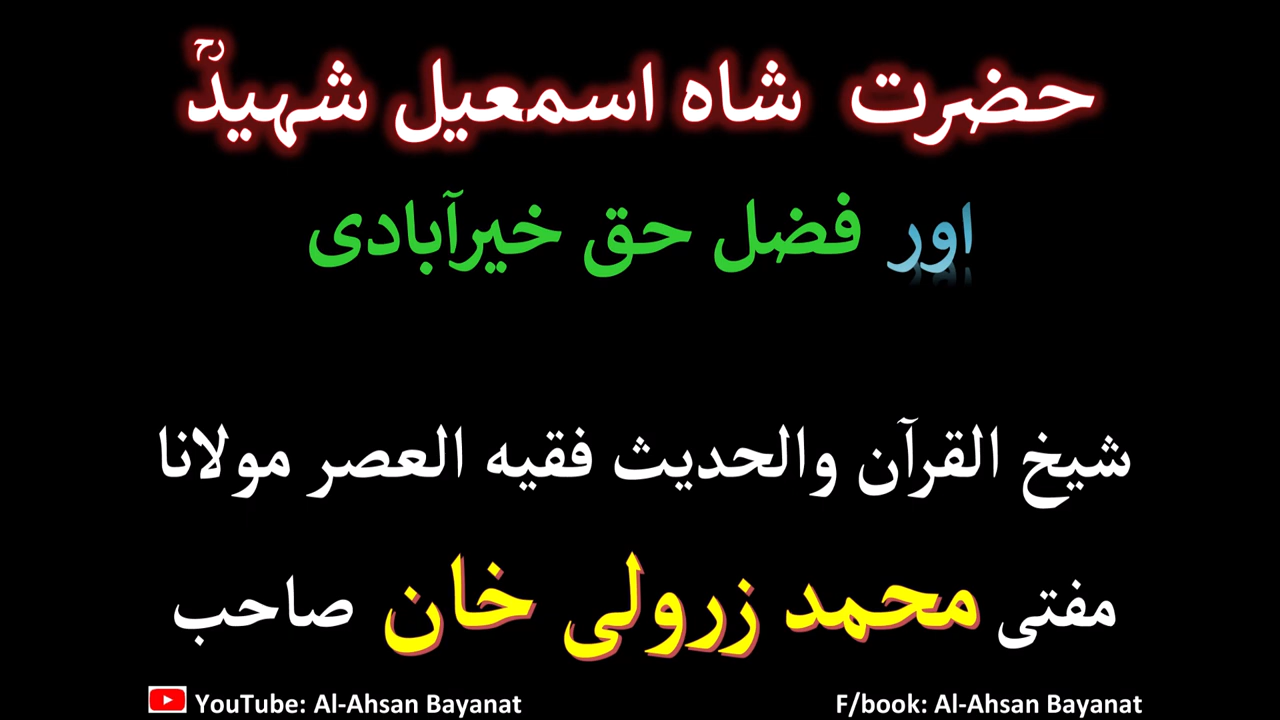 حضرت شاہ اسمعیل شہیدؒ
اور فضل حق خیرآبادی
شیخ القرآن والحدیث فقیہ العصر مولانا
مفتی محمد زرولی خان صاحب
YouTube: Al-Ahsan Bayanat F/book: Al-Ahsan Bayanat